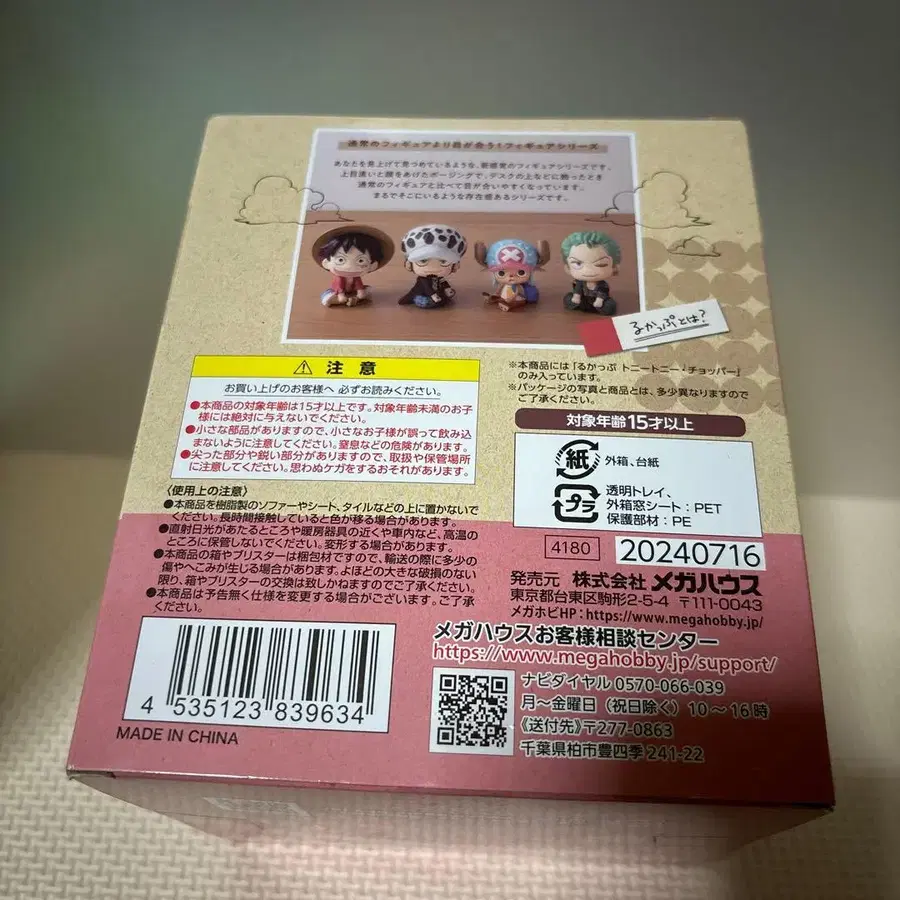 通常のフィギュアより目が合う！フィギュアシリーズ
あなたを見上げて見つめているような、新感覚のフィギュアシリーズです。
上目遣いと顔をあげたポージングで、デスクの上などに飾ったとき
通常のフィギュアと比べて目が合いやすくなっています。
まるでそこにいるような存在感あるシリーズです。
るかっぷとは?
⚠ 注意
お買い上げのお客様へ 必ずお読みください。
●本商品の対象年齢は15才以上です。対象年齢未満のお子
様には絶対に与えないでください。
●小さな部品がありますので、小さなお子様が誤って飲み込
まないように注意してください。窒息などの危険があります。
●尖った部分や鋭い部分がありますので、取扱や保管場所
に注意してください。思わぬケガをするおそれがあります。
〈使用上の注意〉
●本商品を樹脂製のソファーやシート、タイルなどの上に置かないで
ください。長時間接触していると色が移る場合があります。
●直射日光があたるところや暖房器具の近くや車内など、高温の
ところに保管しないでください。変形する場合があります。
●本商品の箱やブリスターは梱包材ですので、輸送の際に多少の
傷やへこみが生じる場合があります。よほどの大きな破損のない
限り、箱やブリスターの交換は致しかねますのでご了承ください。
●本商品は予告無く仕様を変更する場合がございます。ご了承
ください。
4 535123 839634
MADE IN CHINA
※本商品には「るかっぷ トニートニー・チョッパー」
のみ入っています。
※パッケージの写真と商品とは、多少異なりますので
ご了承ください。
対象年齢15才以上
紙 外箱、台紙
プラ 透明トレイ、
外箱窓シート：PET
保護部材：PE
4180 20240716
発売元 株式会社 メガハウス
東京都台東区駒形2-5-4 〒111-0043
メガホビHP：https://www.megahobby.jp/
メガハウスお客様相談センター
https://www.megahobby.jp/support/
ナビダイヤル 0570-066-039
月～金曜日（祝日除く）10～16時
《送付先》〒277-0863
千葉県柏市豊四季241-22